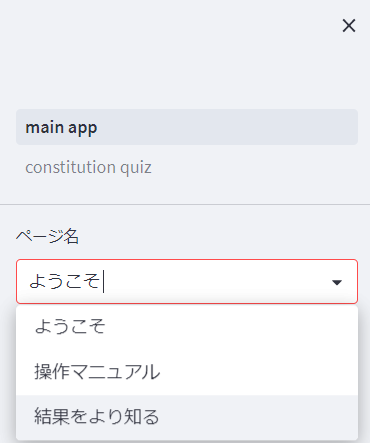 main app
constitution quiz
ページ名
ようこそ
ようこそ
操作マニュアル
結果をより知る